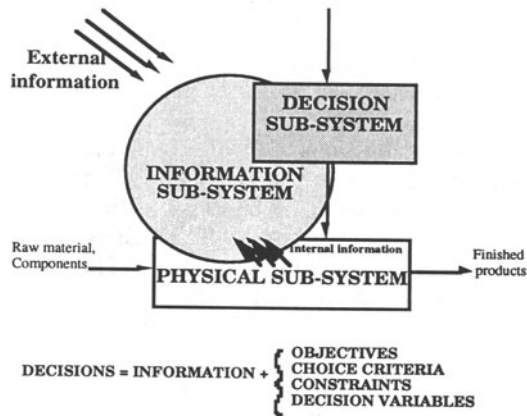 External
information
DECISION
SUB-SYSTEM
INFORMATION
SUB-SYSTEM
Raw material,
Components
Internal information
PHYSICAL SUB-SYSTEM
Finished
products
DECISIONS = INFORMATION +
OBJECTIVES
CHOICE CRITERIA
CONSTRAINTS
DECISION VARIABLES